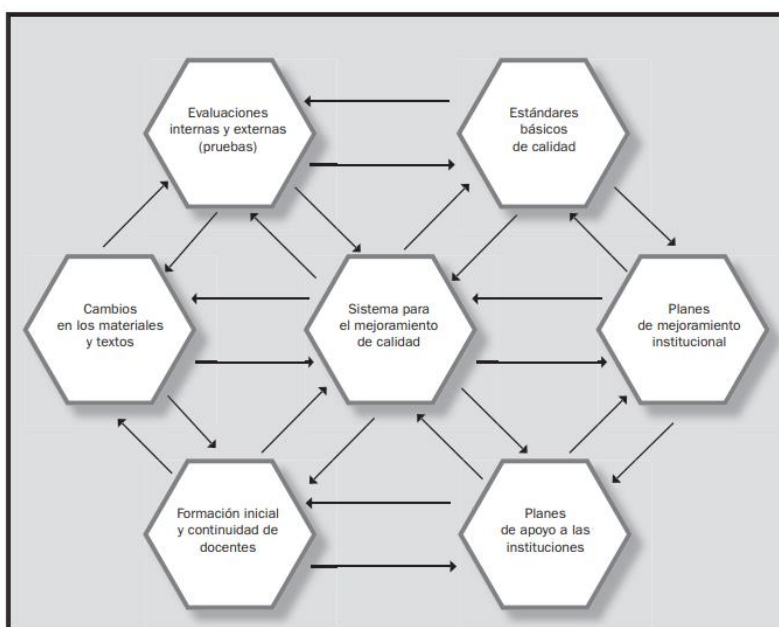 Evaluaciones
internas y externas
(pruebas)
Estándares
básicos
de calidad
Cambios
en los materiales
y textos
Sistema para
el mejoramiento
de calidad
Planes
de mejoramiento
institucional
Formación inicial
y continuidad de
docentes
Planes
de apoyo a las
instituciones